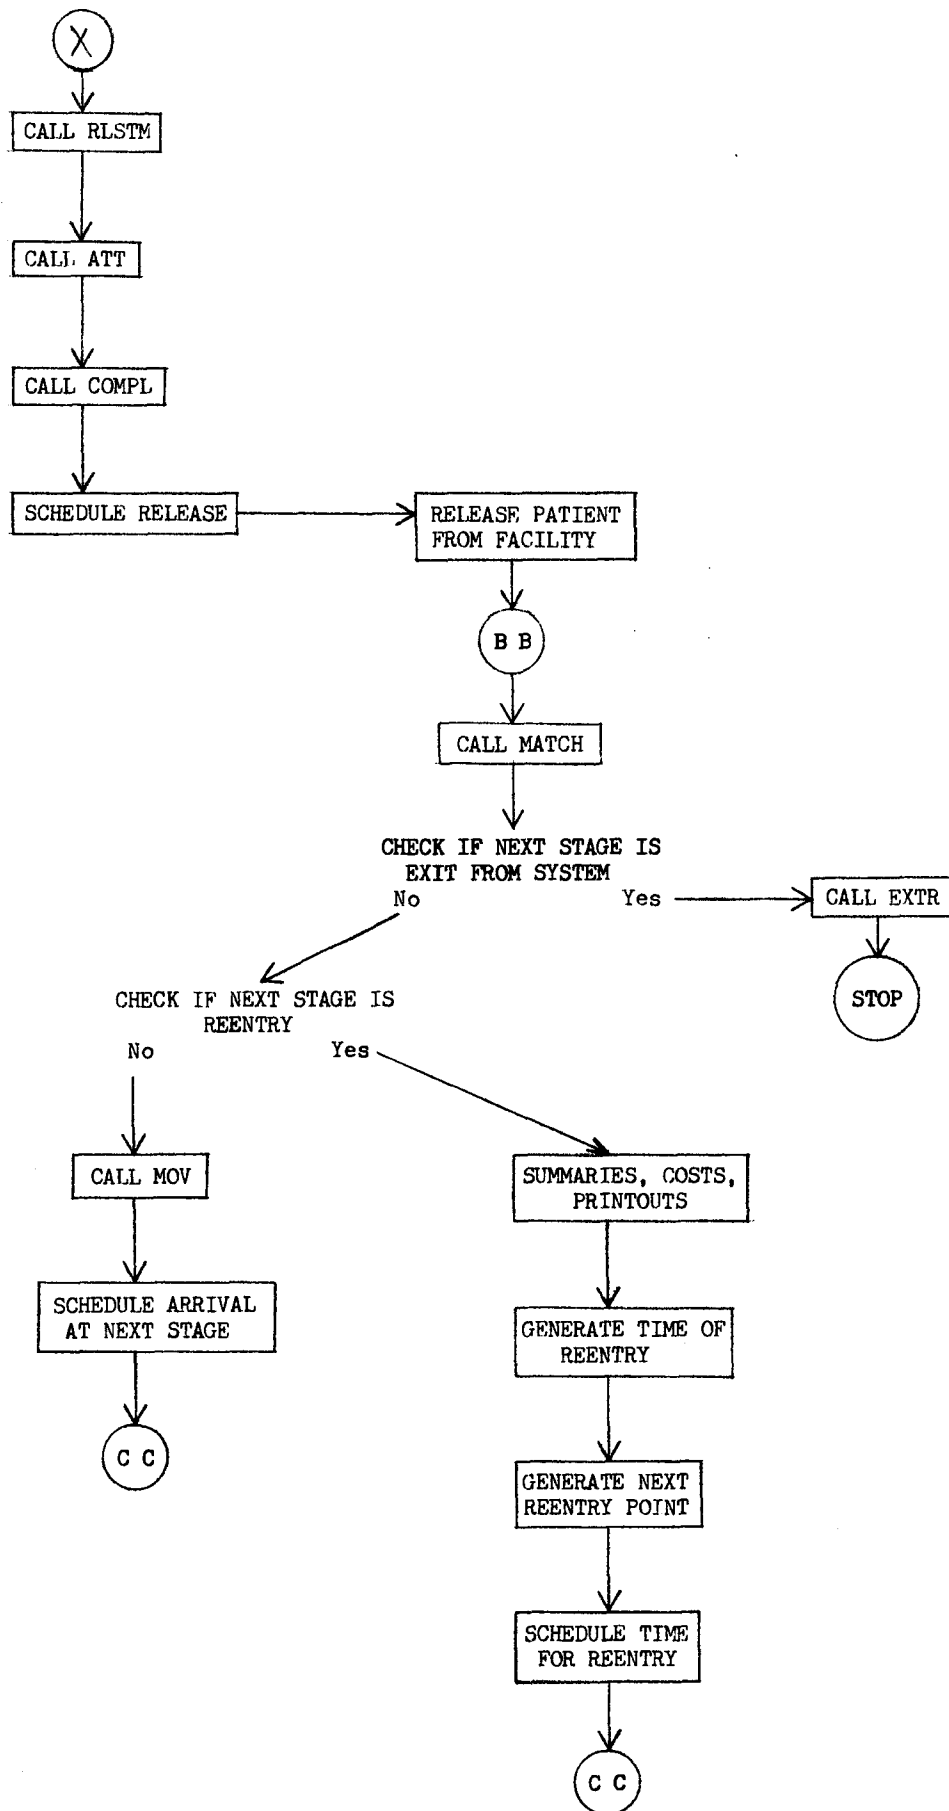 X
CALL RLSTM
CALL ATT
CALL COMPL
SCHEDULE RELEASE
RELEASE PATIENT
FROM FACILITY
B B
CALL MATCH
CHECK IF NEXT STAGE IS
EXIT FROM SYSTEM
No
Yes
CALL EXTR
STOP
CHECK IF NEXT STAGE IS
REENTRY
No
Yes
CALL MOV
SCHEDULE ARRIVAL
AT NEXT STAGE
C C
SUMMARIES, COSTS,
PRINTOUTS
GENERATE TIME OF
REENTRY
GENERATE NEXT
REENTRY POINT
SCHEDULE TIME
FOR REENTRY
C C